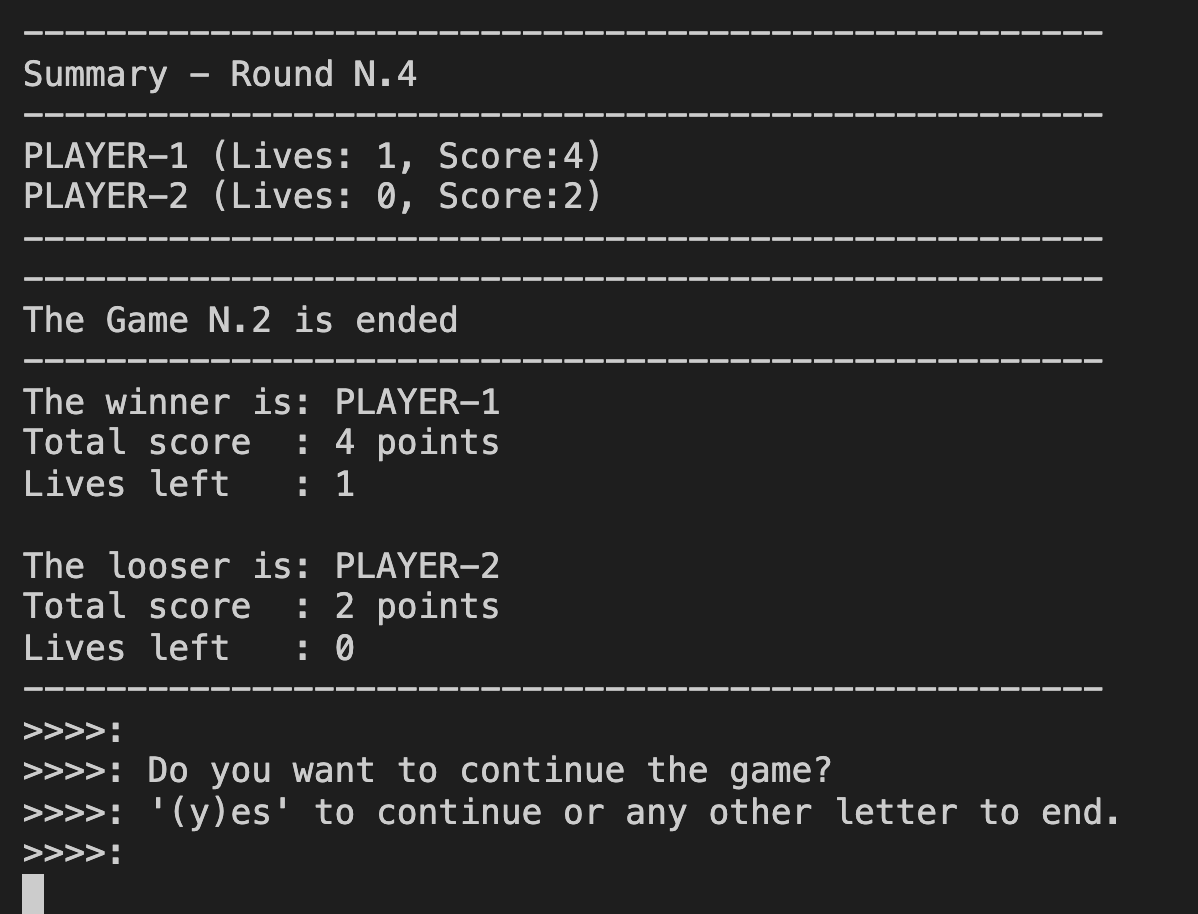 ----------------------------------------------------
Summary - Round N.4
----------------------------------------------------
PLAYER-1 (Lives: 1, Score:4)
PLAYER-2 (Lives: 0, Score:2)
----------------------------------------------------
----------------------------------------------------
The Game N.2 is ended
----------------------------------------------------
The winner is: PLAYER-1
Total score  : 4 points
Lives left   : 1

The looser is: PLAYER-2
Total score  : 2 points
Lives left   : 0
----------------------------------------------------
>>>>:
>>>>: Do you want to continue the game?
>>>>: '(y)es' to continue or any other letter to end.
>>>>: